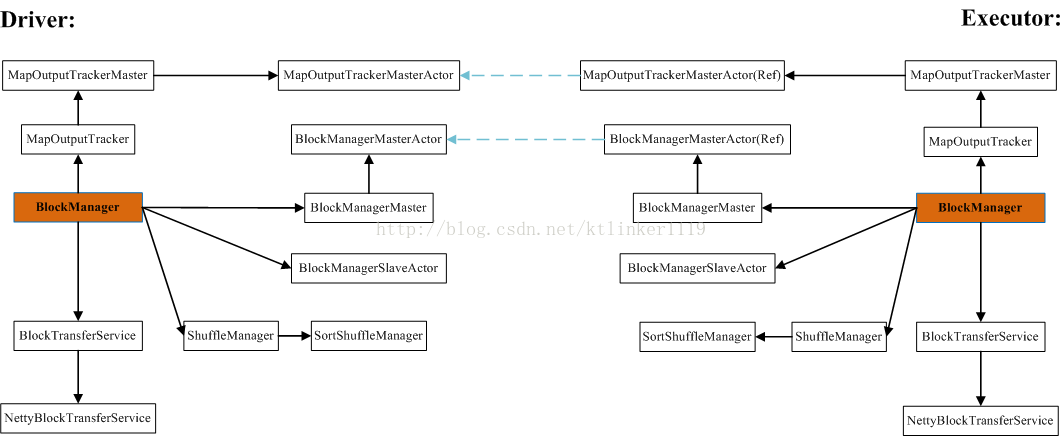 Driver:
Executor:
MapOutputTrackerMaster
MapOutputTrackerMasterActor
MapOutputTrackerMasterActor(Ref)
MapOutputTrackerMaster
MapOutputTracker
BlockManagerMasterActor
BlockManagerMasterActor(Ref)
MapOutputTracker
BlockManager
BlockManagerMaster
BlockManagerMaster
BlockManager
http://blog.csdn.net/ktlinker1119
BlockManagerSlaveActor
BlockManagerSlaveActor
BlockTransferService
ShuffleManager
SortShuffleManager
SortShuffleManager
ShuffleManager
BlockTransferService
NettyBlockTransferService
NettyBlockTransferService